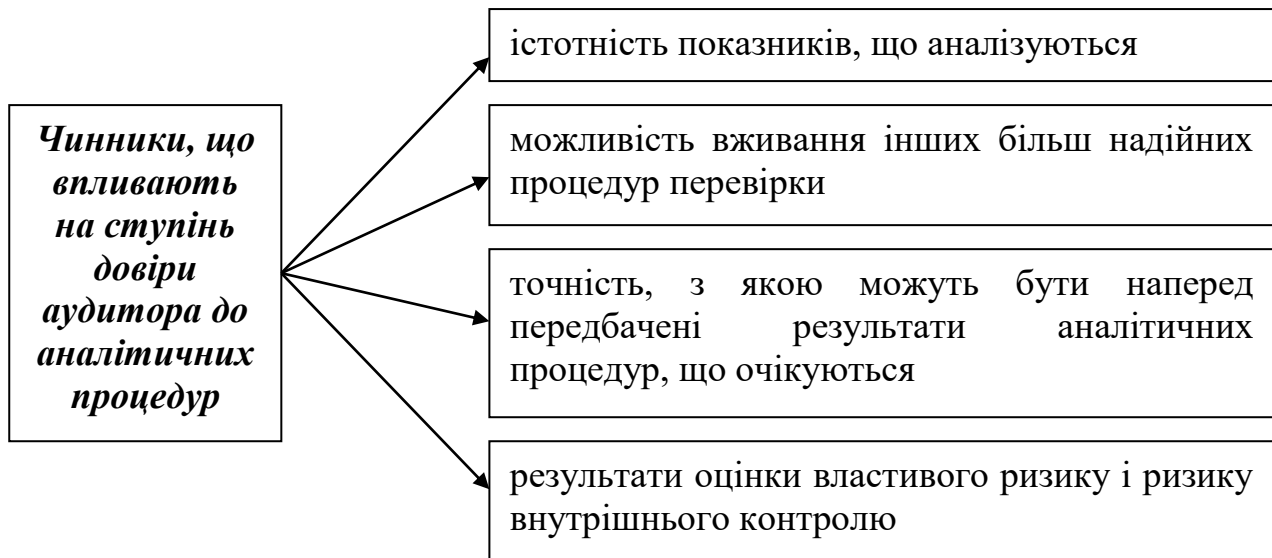 Чинники, що
впливають
на ступінь
довіри
аудитора до
аналітичних
процедур
істотність показників, що аналізуються
можливість вживання інших більш надійних
процедур перевірки
точність, з якою можуть бути наперед
передбачені результати аналітичних
процедур, що очікуються
результати оцінки властивого ризику і ризику
внутрішнього контролю